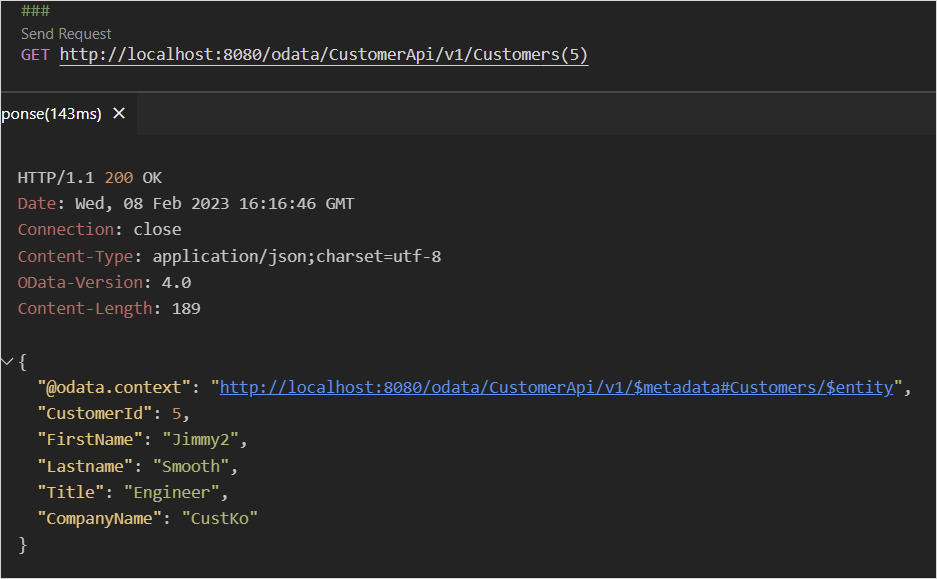 ###
Send Request
GET http://localhost:8080/odata/CustomerApi/v1/Customers(5)
ponse(143ms)
HTTP/1.1 200 OK
Date: Wed, 08 Feb 2023 16:16:46 GMT
Connection: close
Content-Type: application/json;charset=utf-8
OData-Version: 4.0
Content-Length: 189
{
"@odata.context": "http://localhost:8080/odata/CustomerApi/v1/$metadata#Customers/$entity",
"CustomerId": 5,
"FirstName": "Jimmy2",
"Lastname": "Smooth",
"Title": "Engineer",
"CompanyName": "CustKo"
}